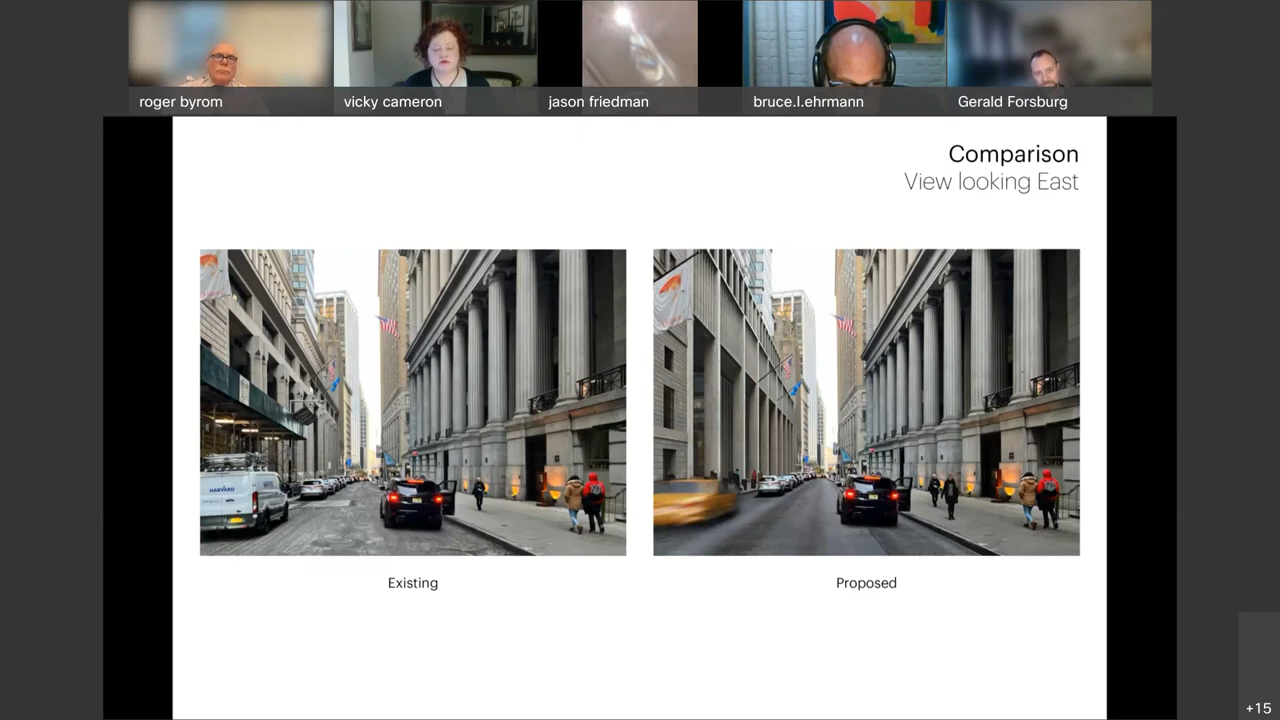 roger byrom
vicky cameron
jason friedman
bruce.l.ehrmann
Gerald Forsburg
Comparison
View looking East
HARVARD
Existing
Proposed
+15